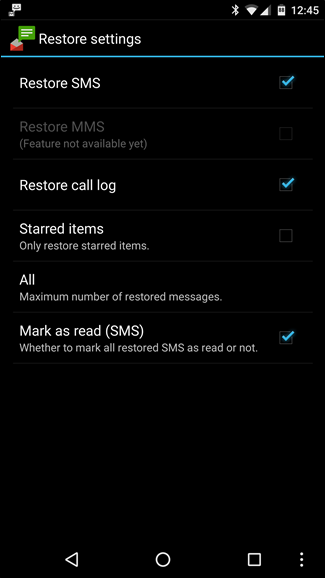 12:45
Restore settings
Restore SMS
Restore MMS
(Feature not available yet)
Restore call log
Starred items
Only restore starred items.
All
Maximum number of restored messages.
Mark as read (SMS)
Whether to mark all restored SMS as read or not.